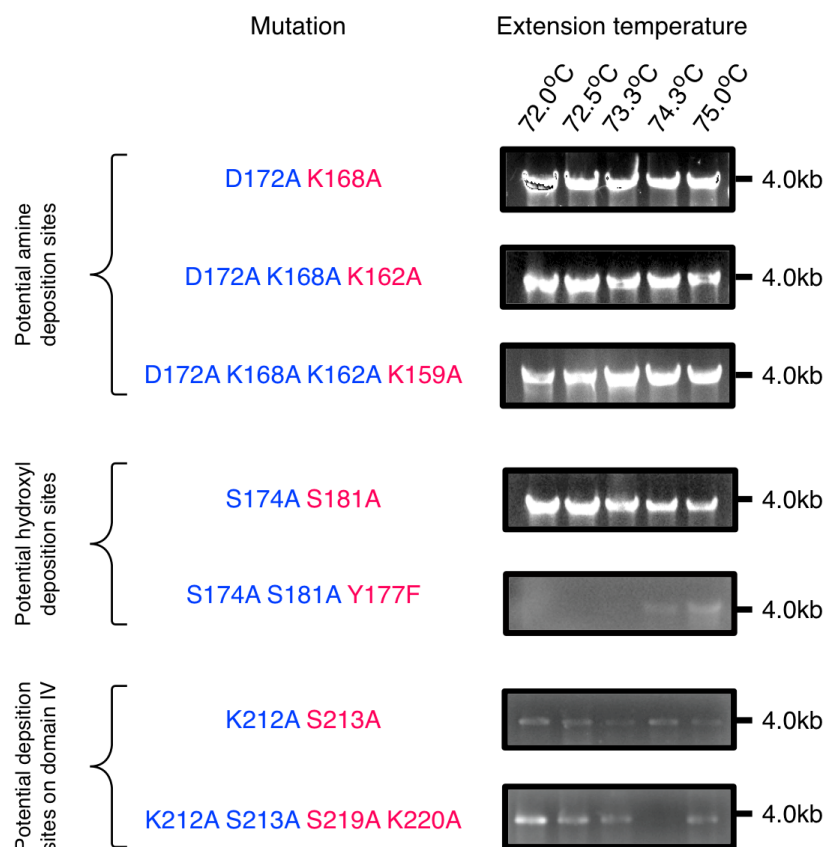 Mutation
Extension temperature
72.0°C 72.5°C 73.3°C 74.3°C 75.0°C
Potential amine
deposition sites
D172A K168A
4.0kb
D172A K168A K162A
4.0kb
D172A K168A K162A K159A
4.0kb
Potential hydroxyl
deposition sites
S174A S181A
4.0kb
S174A S181A Y177F
4.0kb
Potential depsition
sites on domain IV
K212A S213A
4.0kb
K212A S213A S219A K220A
4.0kb